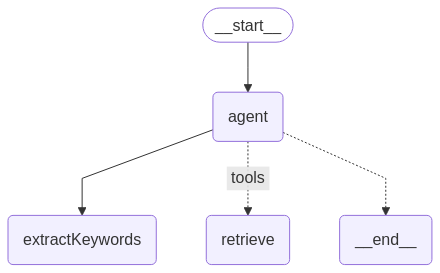 __start__
agent
tools
extractKeywords
retrieve
__end__